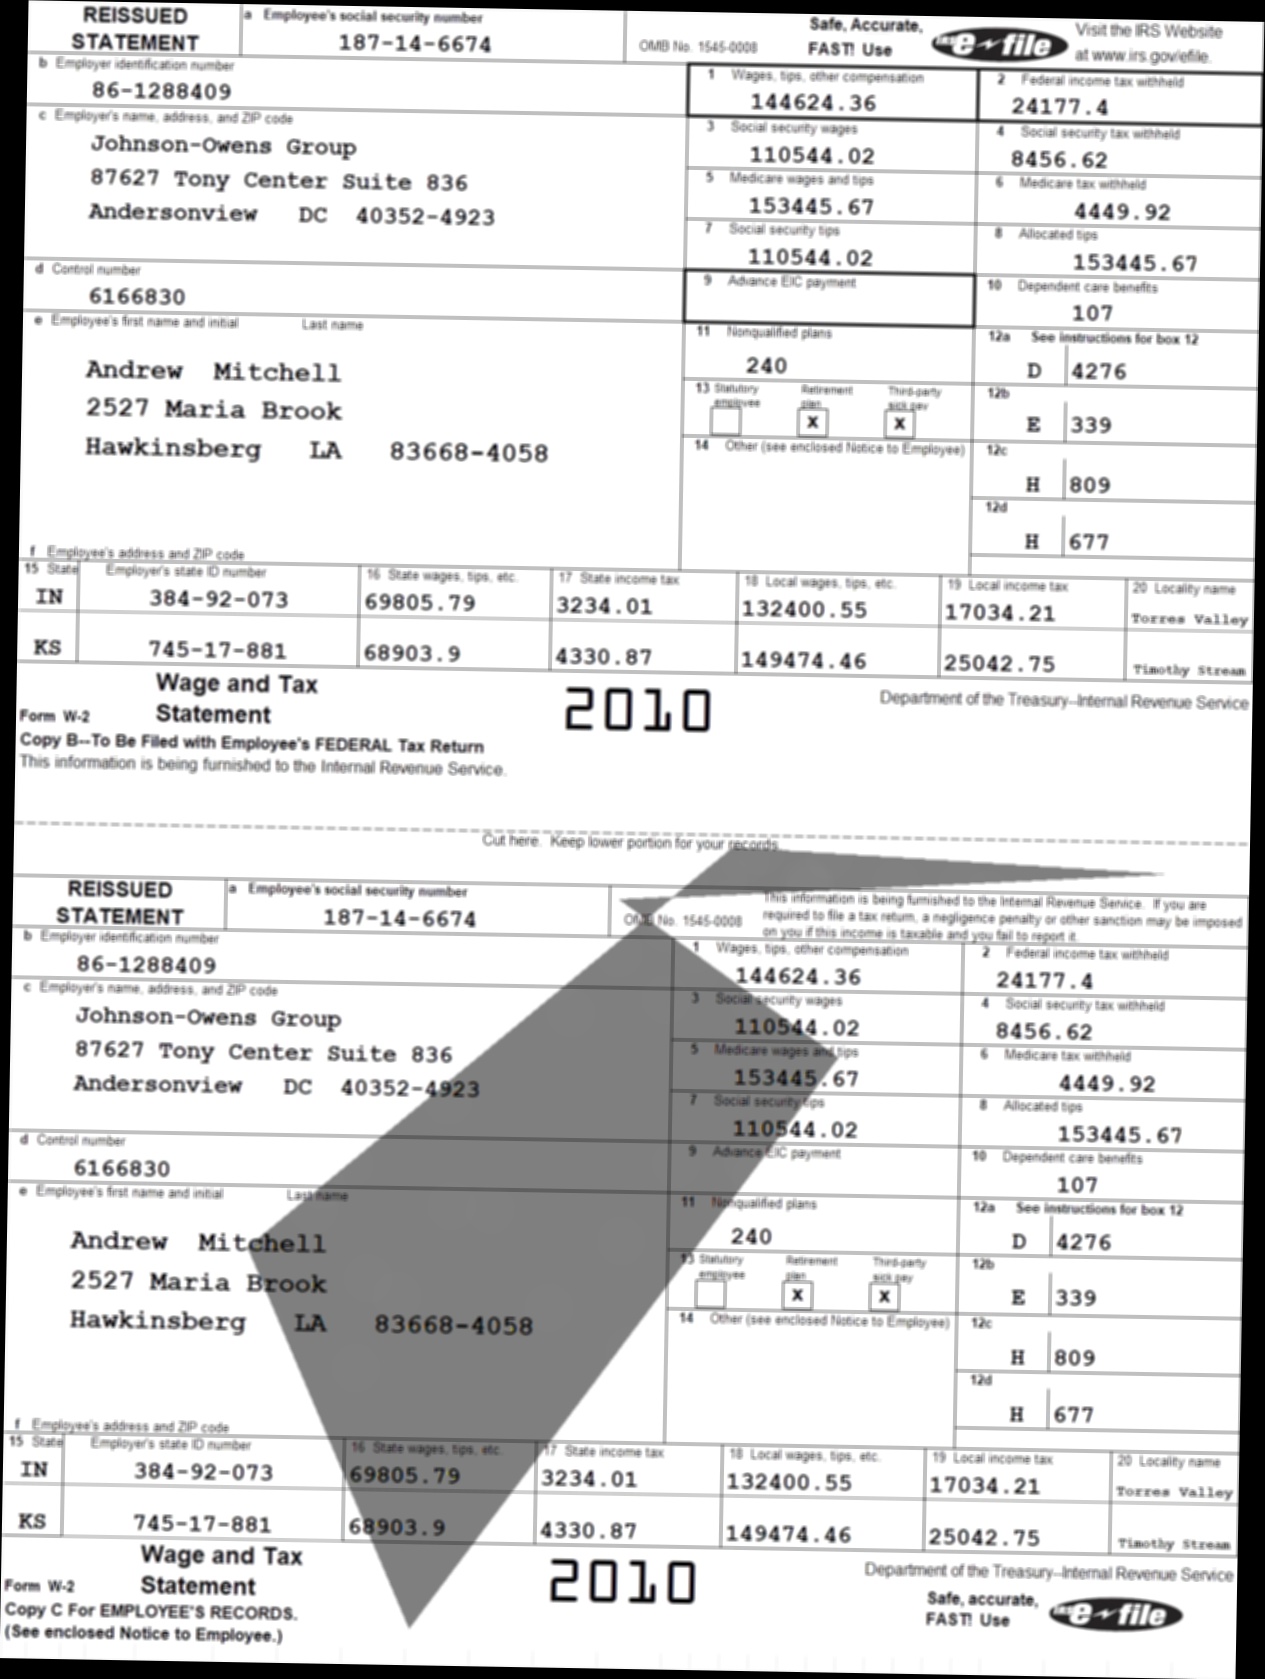 REISSUED STATEMENT
a Employee's social security number
187-14-6674
OMB No. 1545-0008
Safe, Accurate, FAST! Use
IRS e~file
Visit the IRS Website at www.irs.gov/efile.
b Employer identification number
86-1288409
1 Wages, tips, other compensation
144624.36
2 Federal income tax withheld
24177.4
c Employer's name, address, and ZIP code
Johnson-Owens Group
87627 Tony Center Suite 836
Andersonview DC 40352-4923
3 Social security wages
110544.02
4 Social security tax withheld
8456.62
5 Medicare wages and tips
153445.67
6 Medicare tax withheld
4449.92
7 Social security tips
110544.02
8 Allocated tips
153445.67
d Control number
6166830
9 Advance EIC payment
10 Dependent care benefits
107
e Employee's first name and initial Last name
Andrew Mitchell
2527 Maria Brook
Hawkinsberg LA 83668-4058
11 Nonqualified plans
240
12a See instructions for box 12
D 4276
13 Statutory employee Retirement plan Third-party sick pay
X X
12b
E 339
14 Other (see enclosed Notice to Employee)
12c
H 809
12d
H 677
f Employee's address and ZIP code
15 State Employer's state ID number 16 State wages, tips, etc. 17 State income tax 18 Local wages, tips, etc. 19 Local income tax 20 Locality name
IN 384-92-073 69805.79 3234.01 132400.55 17034.21 Torres Valley
KS 745-17-881 68903.9 4330.87 149474.46 25042.75 Timothy Stream
Form W-2 Wage and Tax Statement
2010
Department of the Treasury--Internal Revenue Service
Copy B--To Be Filed with Employee's FEDERAL Tax Return
This information is being furnished to the Internal Revenue Service.
Cut here. Keep lower portion for your records.
REISSUED STATEMENT
a Employee's social security number
187-14-6674
OMB No. 1545-0008
This information is being furnished to the Internal Revenue Service. If you are
required to file a tax return, a negligence penalty or other sanction may be imposed
on you if this income is taxable and you fail to report it.
b Employer identification number
86-1288409
1 Wages, tips, other compensation
144624.36
2 Federal income tax withheld
24177.4
c Employer's name, address, and ZIP code
Johnson-Owens Group
87627 Tony Center Suite 836
Andersonview DC 40352-4923
3 Social security wages
110544.02
4 Social security tax withheld
8456.62
5 Medicare wages and tips
153445.67
6 Medicare tax withheld
4449.92
7 Social security tips
110544.02
8 Allocated tips
153445.67
d Control number
6166830
9 Advance EIC payment
10 Dependent care benefits
107
e Employee's first name and initial Last name
Andrew Mitchell
2527 Maria Brook
Hawkinsberg LA 83668-4058
11 Nonqualified plans
240
12a See instructions for box 12
D 4276
13 Statutory employee Retirement plan Third-party sick pay
X X
12b
E 339
14 Other (see enclosed Notice to Employee)
12c
H 809
12d
H 677
f Employee's address and ZIP code
15 State Employer's state ID number 16 State wages, tips, etc. 17 State income tax 18 Local wages, tips, etc. 19 Local income tax 20 Locality name
IN 384-92-073 69805.79 3234.01 132400.55 17034.21 Torres Valley
KS 745-17-881 68903.9 4330.87 149474.46 25042.75 Timothy Stream
Form W-2 Wage and Tax Statement
2010
Department of the Treasury--Internal Revenue Service
Copy C For EMPLOYEE'S RECORDS.
(See enclosed Notice to Employee.)
Safe, accurate, FAST! Use
IRS e~file